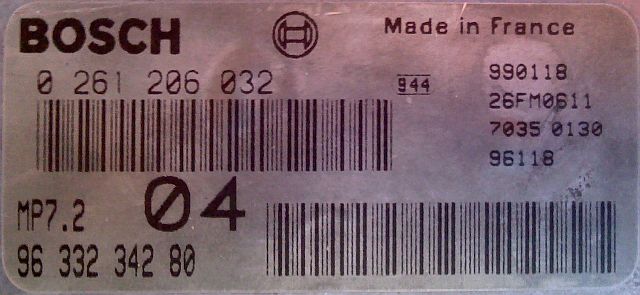 BOSCH
Made in France
0 261 206 032
944
990118
26FM0611
7035 0130
96118
MP7.2
04
96 332 342 80